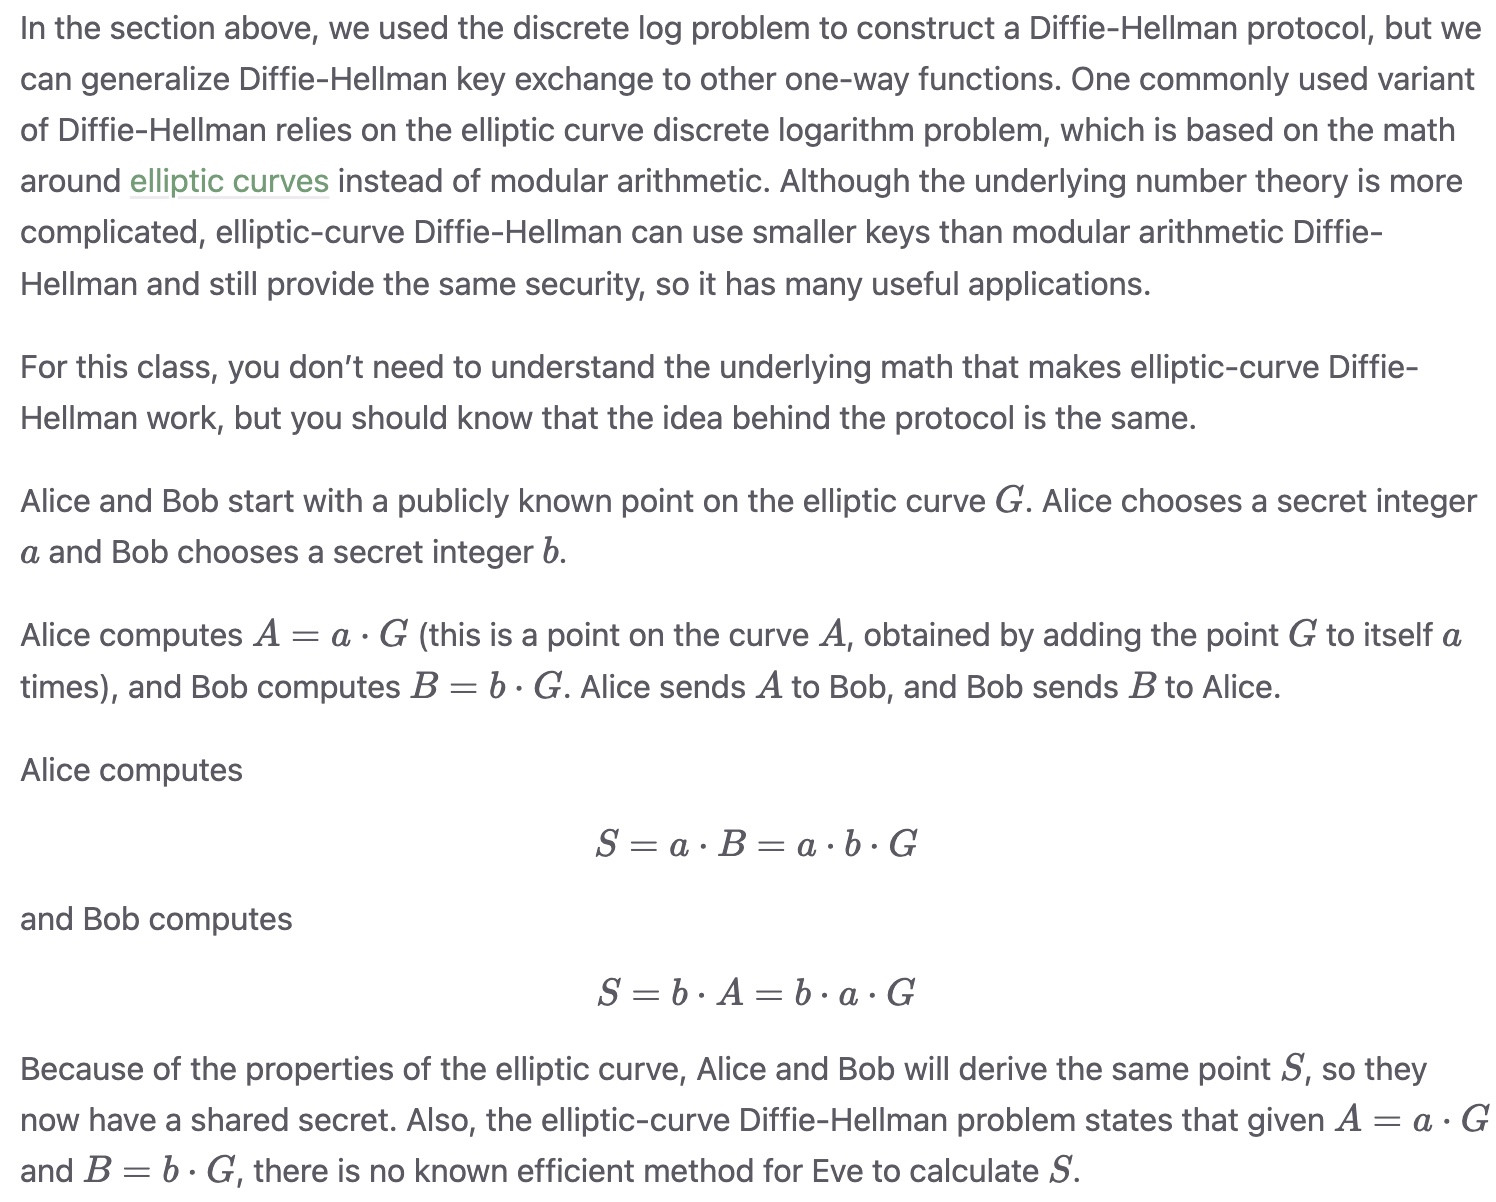 In the section above, we used the discrete log problem to construct a Diffie-Hellman protocol, but we
can generalize Diffie-Hellman key exchange to other one-way functions. One commonly used variant
of Diffie-Hellman relies on the elliptic curve discrete logarithm problem, which is based on the math
around elliptic curves instead of modular arithmetic. Although the underlying number theory is more
complicated, elliptic-curve Diffie-Hellman can use smaller keys than modular arithmetic Diffie-
Hellman and still provide the same security, so it has many useful applications.
For this class, you don’t need to understand the underlying math that makes elliptic-curve Diffie-
Hellman work, but you should know that the idea behind the protocol is the same.
Alice and Bob start with a publicly known point on the elliptic curve G. Alice chooses a secret integer
a and Bob chooses a secret integer b.
Alice computes A = a · G (this is a point on the curve A, obtained by adding the point G to itself a
times), and Bob computes B = b · G. Alice sends A to Bob, and Bob sends B to Alice.
Alice computes
S = a · B = a · b · G
and Bob computes
S = b · A = b · a · G
Because of the properties of the elliptic curve, Alice and Bob will derive the same point S, so they
now have a shared secret. Also, the elliptic-curve Diffie-Hellman problem states that given A = a · G
and B = b · G, there is no known efficient method for Eve to calculate S.